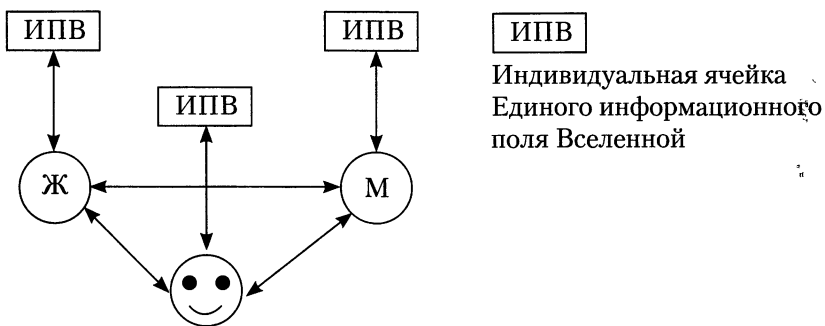 ИПВ
ИПВ
ИПВ
ИПВ
Индивидуальная ячейка
Единого информационного
поля Вселенной
Ж
М